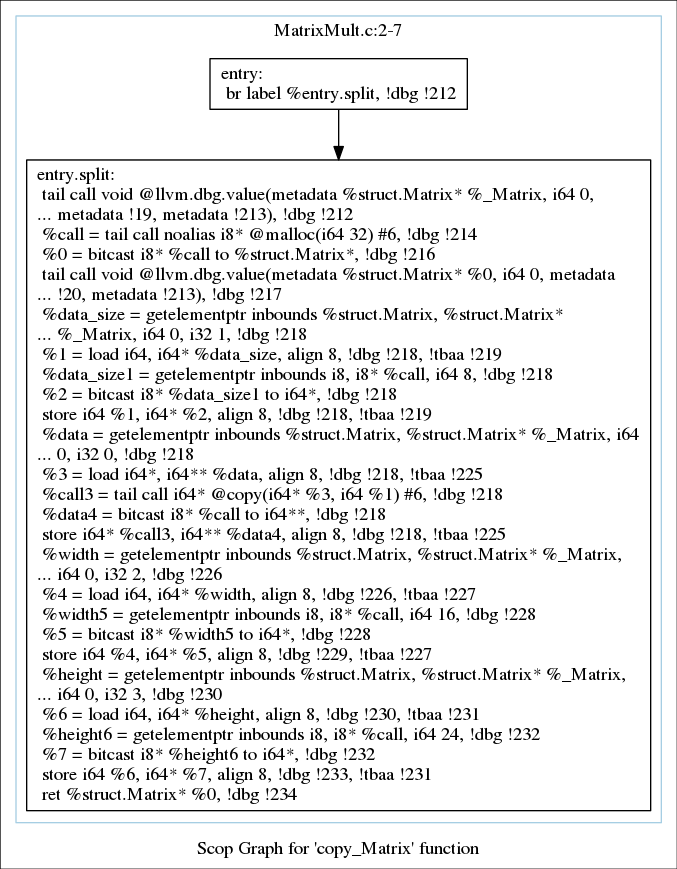 MatrixMult.c:2-7
entry:
br label %entry.split, !dbg !212
entry.split:
tail call void @llvm.dbg.value(metadata %struct.Matrix* %_Matrix, i64 0,
... metadata !19, metadata !213), !dbg !212
%call = tail call noalias i8* @malloc(i64 32) #6, !dbg !214
%0 = bitcast i8* %call to %struct.Matrix*, !dbg !216
tail call void @llvm.dbg.value(metadata %struct.Matrix* %0, i64 0, metadata
... !20, metadata !213), !dbg !217
%data_size = getelementptr inbounds %struct.Matrix, %struct.Matrix*
... %_Matrix, i64 0, i32 1, !dbg !218
%1 = load i64, i64* %data_size, align 8, !dbg !218, !tbaa !219
%data_size1 = getelementptr inbounds i8, i8* %call, i64 8, !dbg !218
%2 = bitcast i8* %data_size1 to i64*, !dbg !218
store i64 %1, i64* %2, align 8, !dbg !218, !tbaa !219
%data = getelementptr inbounds %struct.Matrix, %struct.Matrix* %_Matrix, i64
... 0, i32 0, !dbg !218
%3 = load i64*, i64** %data, align 8, !dbg !218, !tbaa !225
%call3 = tail call i64* @copy(i64* %3, i64 %1) #6, !dbg !218
%data4 = bitcast i8* %call to i64**, !dbg !218
store i64* %call3, i64** %data4, align 8, !dbg !218, !tbaa !225
%width = getelementptr inbounds %struct.Matrix, %struct.Matrix* %_Matrix,
... i64 0, i32 2, !dbg !226
%4 = load i64, i64* %width, align 8, !dbg !226, !tbaa !227
%width5 = getelementptr inbounds i8, i8* %call, i64 16, !dbg !228
%5 = bitcast i8* %width5 to i64*, !dbg !228
store i64 %4, i64* %5, align 8, !dbg !229, !tbaa !227
%height = getelementptr inbounds %struct.Matrix, %struct.Matrix* %_Matrix,
... i64 0, i32 3, !dbg !230
%6 = load i64, i64* %height, align 8, !dbg !230, !tbaa !231
%height6 = getelementptr inbounds i8, i8* %call, i64 24, !dbg !232
%7 = bitcast i8* %height6 to i64*, !dbg !232
store i64 %6, i64* %7, align 8, !dbg !233, !tbaa !231
ret %struct.Matrix* %0, !dbg !234
Scop Graph for 'copy_Matrix' function